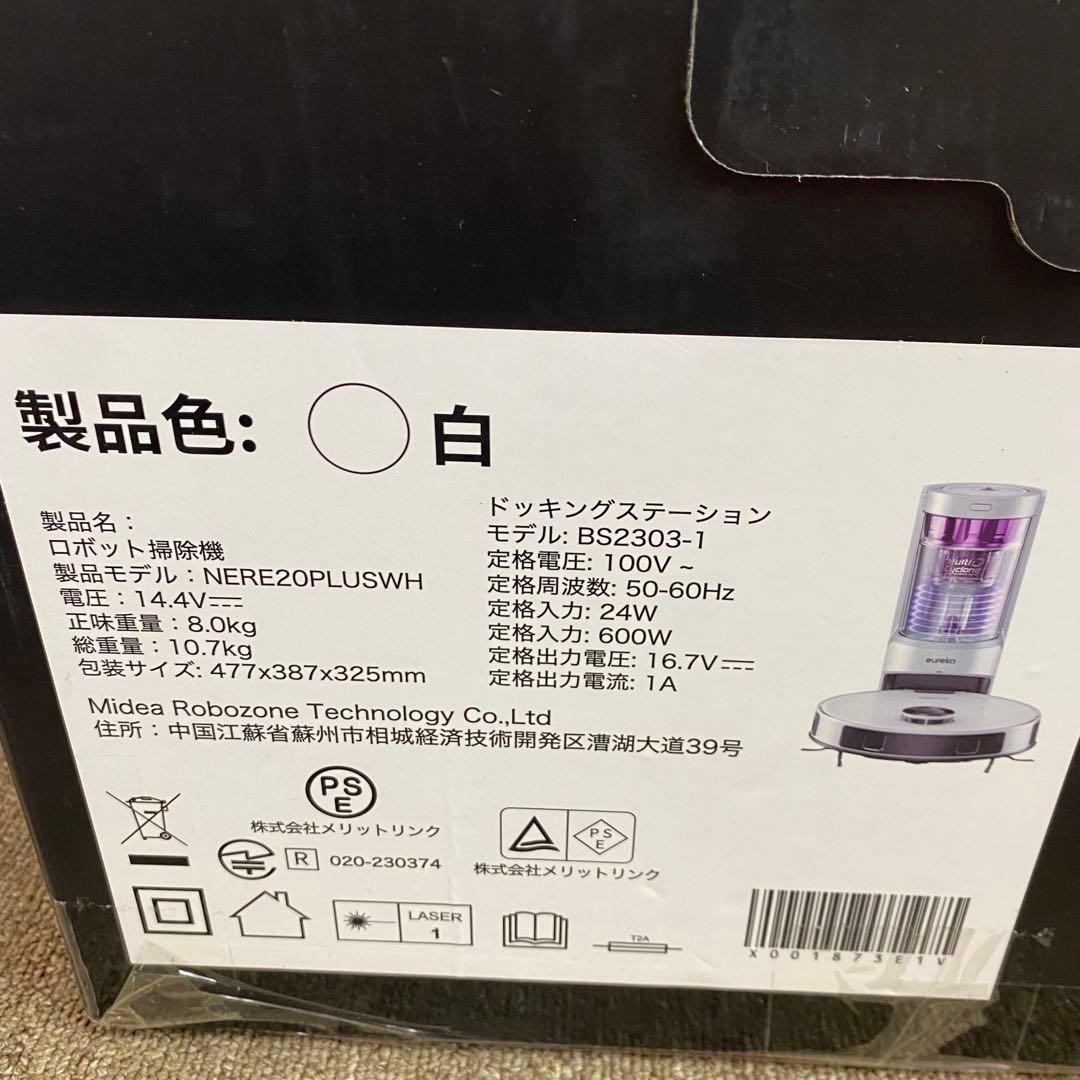 製品色: 白
製品名：
ロボット掃除機
製品モデル：NERE20PLUSWH
電圧：14.4V⎓
正味重量：8.0kg
総重量：10.7kg
包装サイズ: 477x387x325mm
ドッキングステーション
モデル: BS2303-1
定格電圧: 100V ~
定格周波数: 50-60Hz
定格入力: 24W
定格入力: 600W
定格出力電圧: 16.7V⎓
定格出力電流: 1A
Multi
Cyclone
eureka
Midea Robozone Technology Co.,Ltd
住所：中国江蘇省蘇州市相城経済技術開発区漕湖大道39号
PS
E
株式会社メリットリンク
R 020-230374
PS
E
株式会社メリットリンク
LASER
1
T2A
X001873E1V